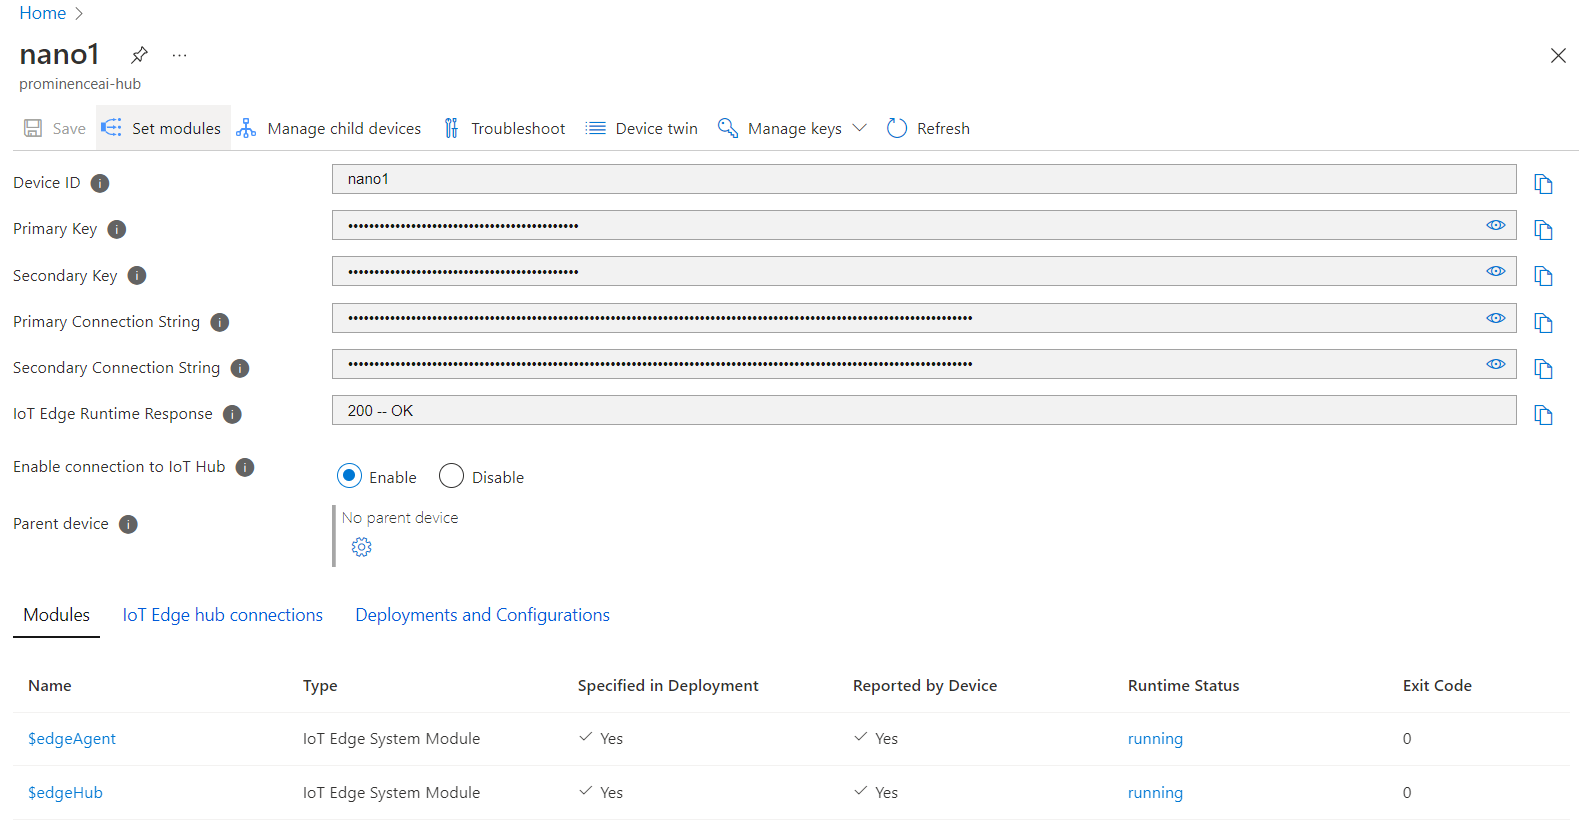 Home
nano1 ...
prominenceai-hub
Save Set modules Manage child devices Troubleshoot Device twin Manage keys Refresh
Device ID nano1
Primary Key ••••••••••••••••••••••••••••••••••••••••••••
Secondary Key ••••••••••••••••••••••••••••••••••••••••••••
Primary Connection String ••••••••••••••••••••••••••••••••••••••••••••••••••••••••••••••••••••••••••••••••••••••••••••••••••••••••••••••••••••••••
Secondary Connection String ••••••••••••••••••••••••••••••••••••••••••••••••••••••••••••••••••••••••••••••••••••••••••••••••••••••••••••••••••••••••
IoT Edge Runtime Response 200 -- OK
Enable connection to IoT Hub Enable Disable
Parent device No parent device
Modules IoT Edge hub connections Deployments and Configurations
Name Type Specified in Deployment Reported by Device Runtime Status Exit Code
$edgeAgent IoT Edge System Module Yes Yes running 0
$edgeHub IoT Edge System Module Yes Yes running 0